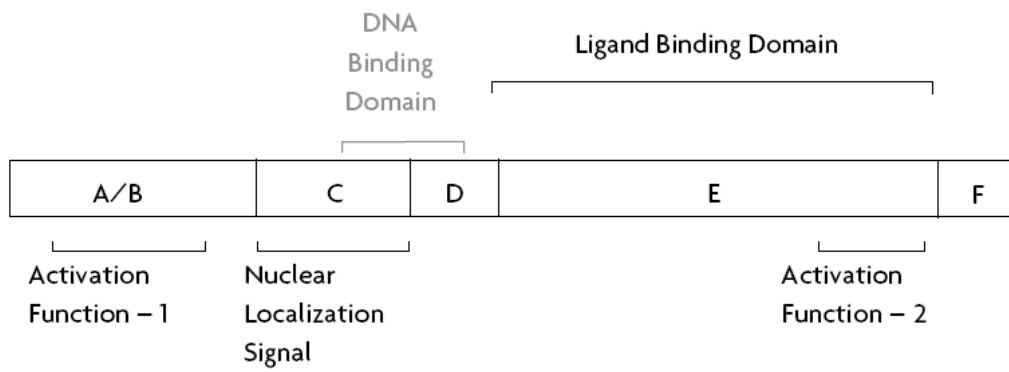 DNA
Binding
Domain
Ligand Binding Domain
A/B
C
D
E
F
Activation
Function – 1
Nuclear
Localization
Signal
Activation
Function – 2